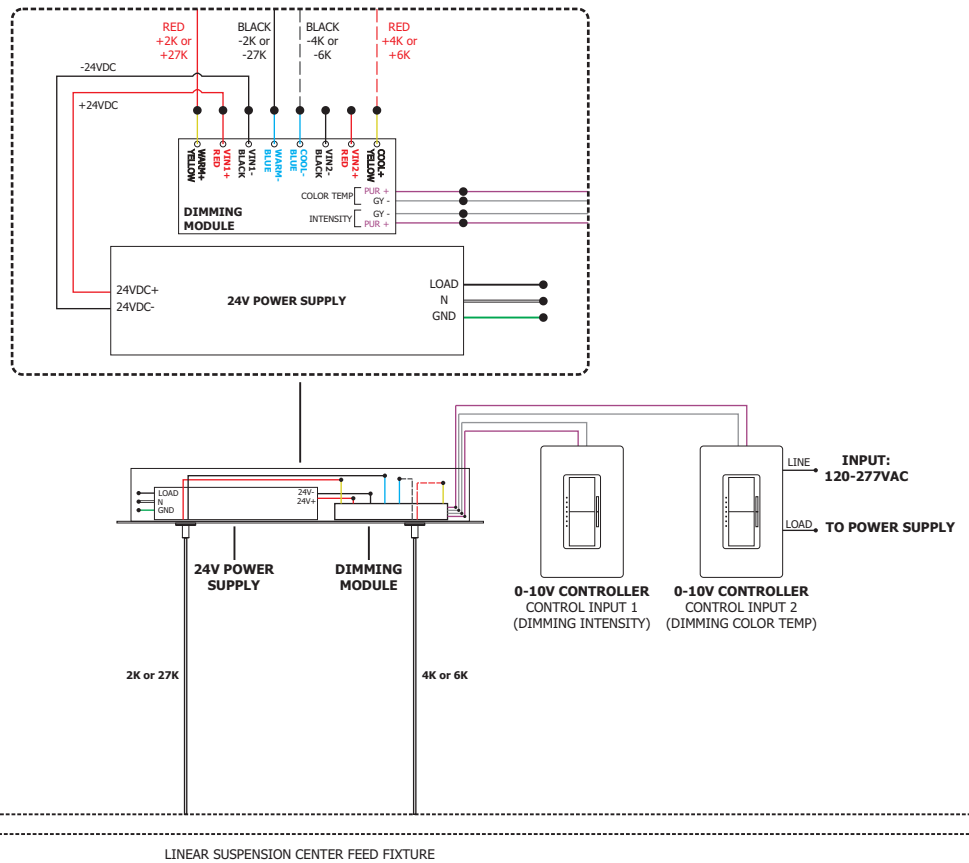 RED
+2K or
+27K
BLACK
-2K or
-27K
BLACK
-4K or
-6K
RED
+4K or
+6K
-24VDC
+24VDC
WARM+
YELLOW
VIN1+
RED
VIN1-
BLACK
WARM-
BLUE
COOL-
BLUE
VIN2-
BLACK
VIN2+
RED
COOL+
YELLOW
COLOR TEMP
PUR +
GY -
INTENSITY
GY -
PUR +
DIMMING
MODULE
24VDC+
24VDC-
24V POWER SUPPLY
LOAD
N
GND
LOAD
N
GND
24V-
24V+
24V POWER
SUPPLY
DIMMING
MODULE
LINE
INPUT:
120-277VAC
LOAD
TO POWER SUPPLY
0-10V CONTROLLER
CONTROL INPUT 1
(DIMMING INTENSITY)
0-10V CONTROLLER
CONTROL INPUT 2
(DIMMING COLOR TEMP)
2K or 27K
4K or 6K
LINEAR SUSPENSION CENTER FEED FIXTURE